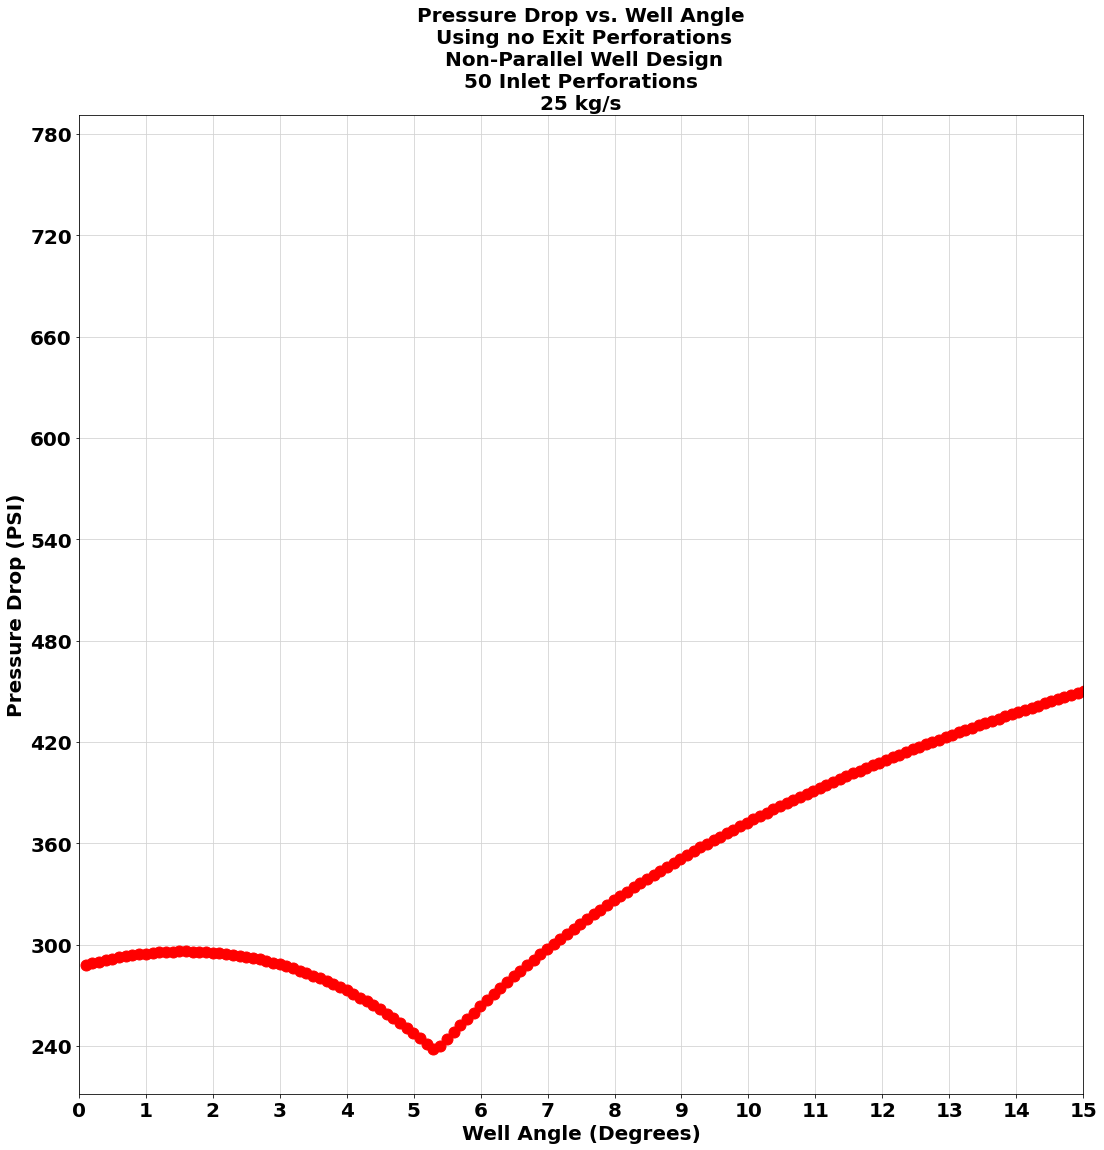 Pressure Drop vs. Well Angle
Using no Exit Perforations
Non-Parallel Well Design
50 Inlet Perforations
25 kg/s
Pressure Drop (PSI)
780
720
660
600
540
480
420
360
300
240
0 1 2 3 4 5 6 7 8 9 10 11 12 13 14 15
Well Angle (Degrees)